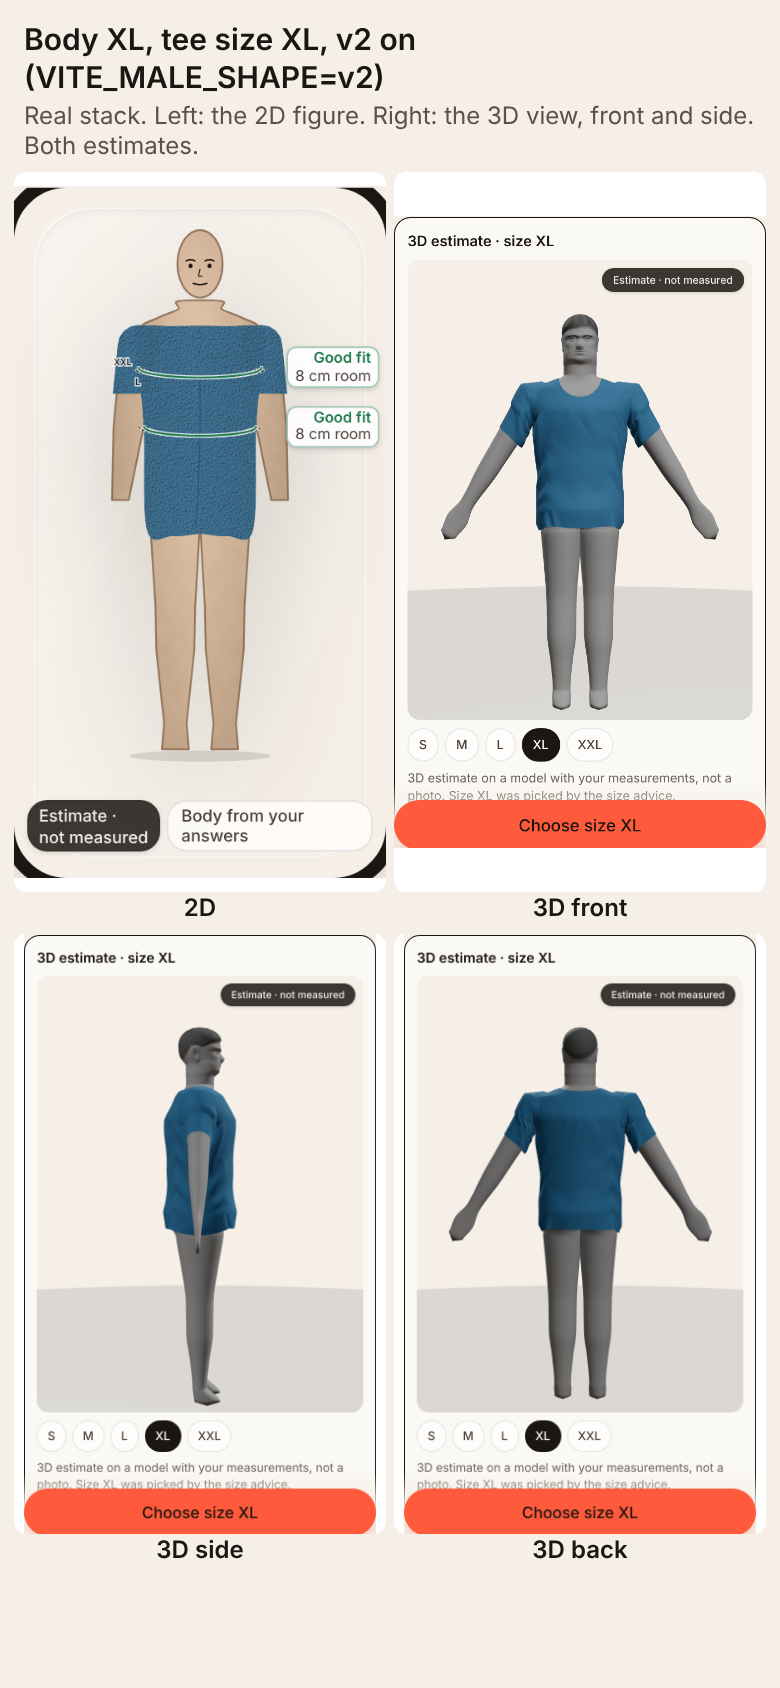 Body XL, tee size XL, v2 on
(VITE_MALE_SHAPE=v2)
Real stack. Left: the 2D figure. Right: the 3D view, front and side.
Both estimates.
XXL
L
Good fit
8 cm room
Good fit
8 cm room
Estimate ·
not measured
Body from your
answers
2D
3D estimate · size XL
Estimate · not measured
S M L XL XXL
3D estimate on a model with your measurements, not a
photo. Size XL was picked by the size advice.
Choose size XL
3D front
3D estimate · size XL
Estimate · not measured
S M L XL XXL
3D estimate on a model with your measurements, not a
photo. Size XL was picked by the size advice.
Choose size XL
3D side
3D estimate · size XL
Estimate · not measured
S M L XL XXL
3D estimate on a model with your measurements, not a
photo. Size XL was picked by the size advice.
Choose size XL
3D back